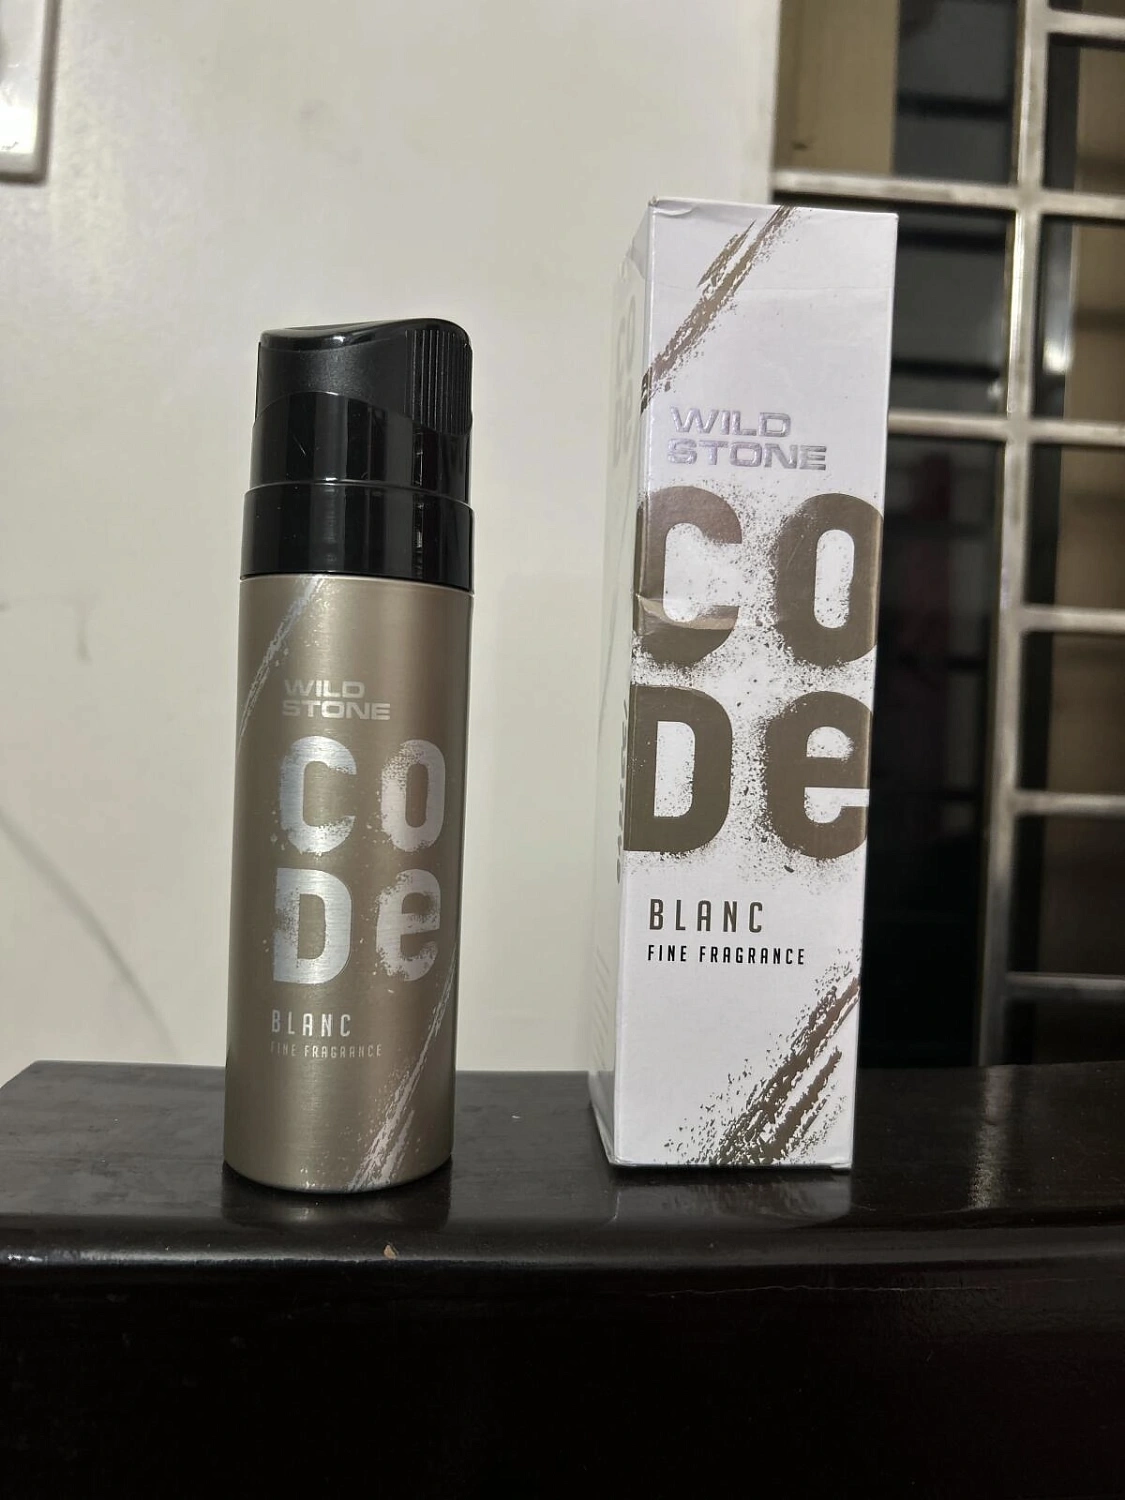 WILD
STONE
CO
De
BLANC
FINE FRAGRANCE
WILD
STONE
CO
De
BLANC
FINE FRAGRANCE